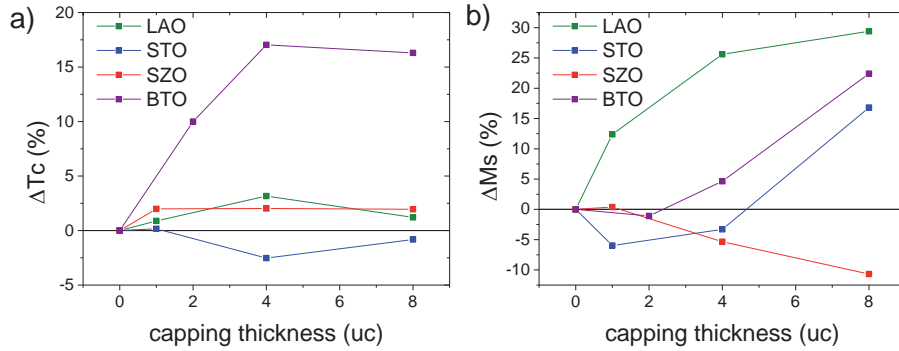 a)
LAO
STO
SZO
BTO
20
15
10
5
0
-5
ΔTc (%)
0
2
4
6
8
capping thickness (uc)
b)
LAO
STO
SZO
BTO
30
25
20
15
10
5
0
-5
-10
ΔMs (%)
0
2
4
6
8
capping thickness (uc)